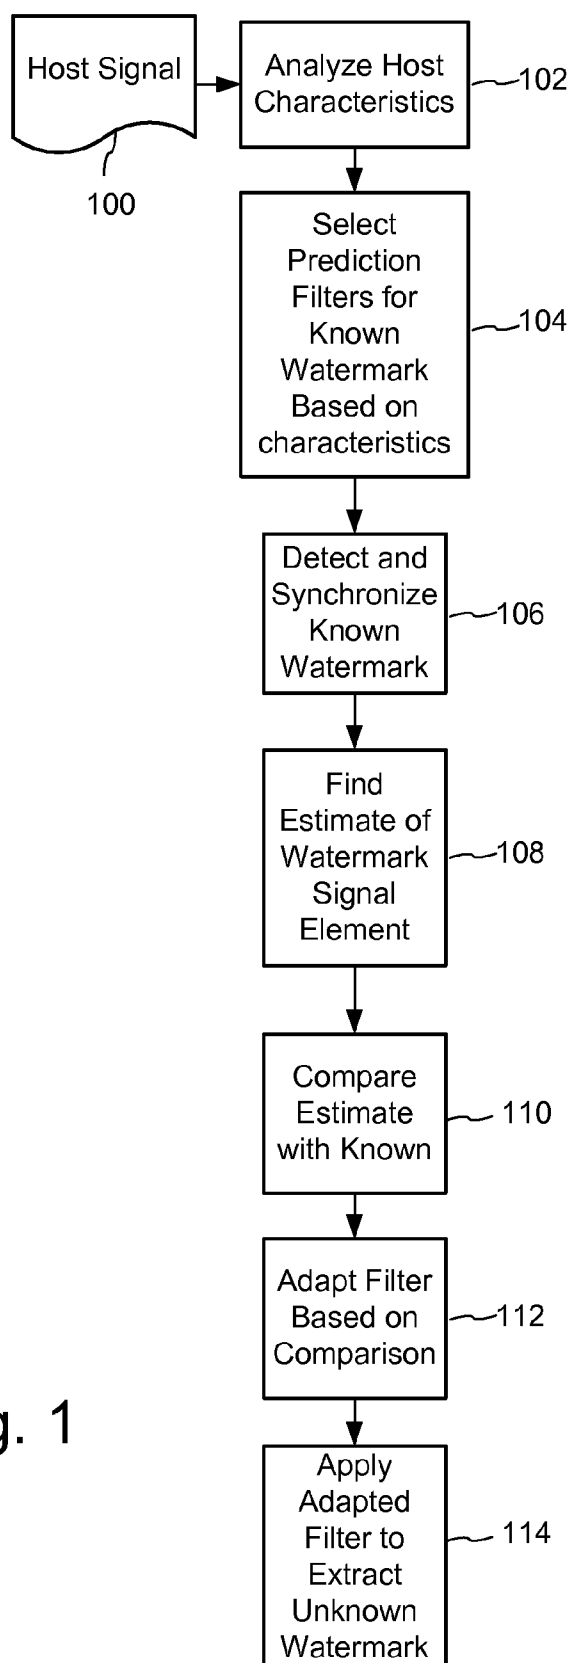 Host Signal
100
Analyze Host
Characteristics
102
Select
Prediction
Filters for
Known
Watermark
Based on
characteristics
104
Detect and
Synchronize
Known
Watermark
106
Find
Estimate of
Watermark
Signal
Element
108
Compare
Estimate
with Known
110
Adapt Filter
Based on
Comparison
112
Apply
Adapted
Filter to
Extract
Unknown
Watermark
114
g. 1